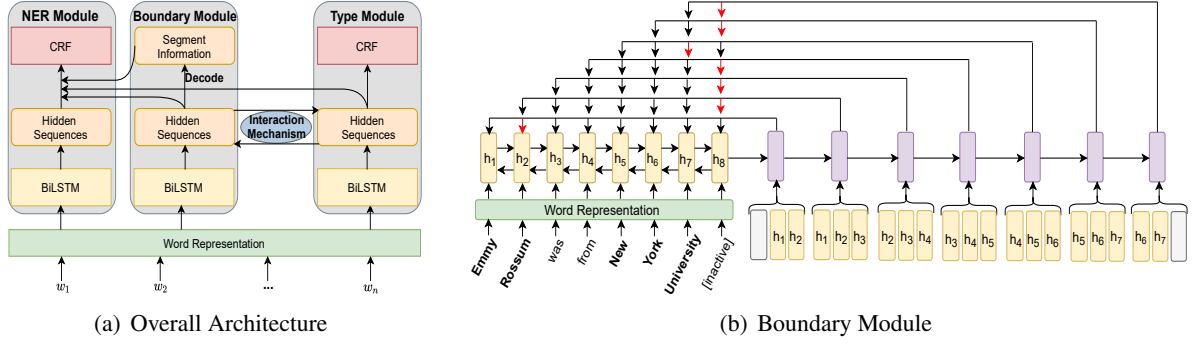 NER Module
Boundary Module
Type Module
CRF
Segment
Information
CRF
Decode
Hidden
Sequences
Hidden
Sequences
Interaction
Mechanism
Hidden
Sequences
BiLSTM
BiLSTM
BiLSTM
Word Representation
w1
w2
...
wn
(a) Overall Architecture
h1 h2 h3 h4 h5 h6 h7 h8
Word Representation
Emmy
Rossum
was
from
New
York
University
[inactive]
h1 h2
h1 h2 h3
h2 h3 h4
h3 h4 h5
h4 h5 h6
h5 h6 h7
h6 h7
(b) Boundary Module